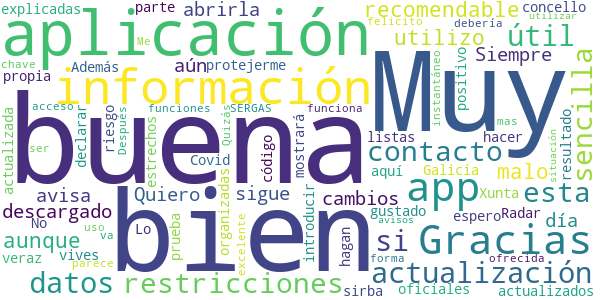 explicadas
parte
abrirla
recomendable
concello
utilizar
aplicación
Me
felicito
debería
utilizo
útil
Además
aún
protejerme
Siempre
chave
propia
información
Muy
instantáneo
positivo
sencilla
actualizada
acceso
declarar
Después
riesgo
estrechos
funciones
SERGAS
Quizás
código
mostrará
funciona
mas
listas
hacer
resultado
buena
contacto
situación
ser
Covid
aquí
Galicia
malo
avisa
Quiero
sigue
organizadas
introducir
cambios
app
Xunta
esta
descargado
gustado
avisos
espero
Radar
día
No
uso
Lo
prueba
excelente
hagan
si
Gracias
aunque
va
bien
veraz
vives
parece
forma
ofrecida
actualización
datos
restricciones
sirba
oficiales
actualizados